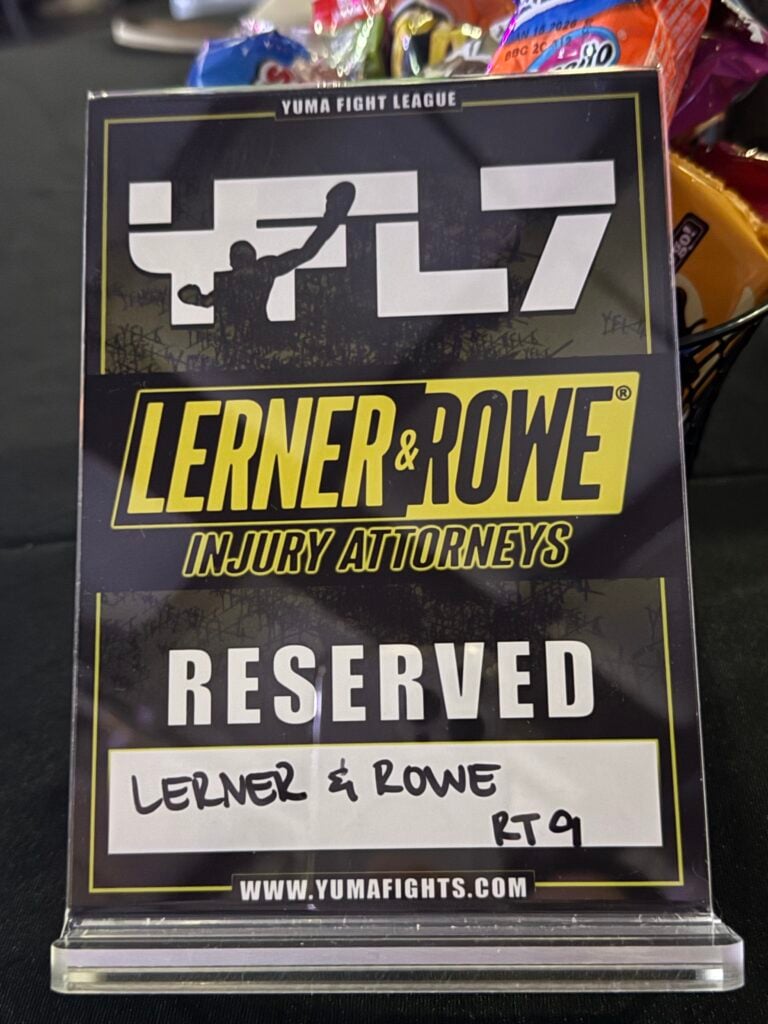 YUMA FIGHT LEAGUE
YFL7
LERNER & ROWE®
INJURY ATTORNEYS
RESERVED
LERNER & ROWE
RT 9
WWW.YUMAFIGHTS.COM